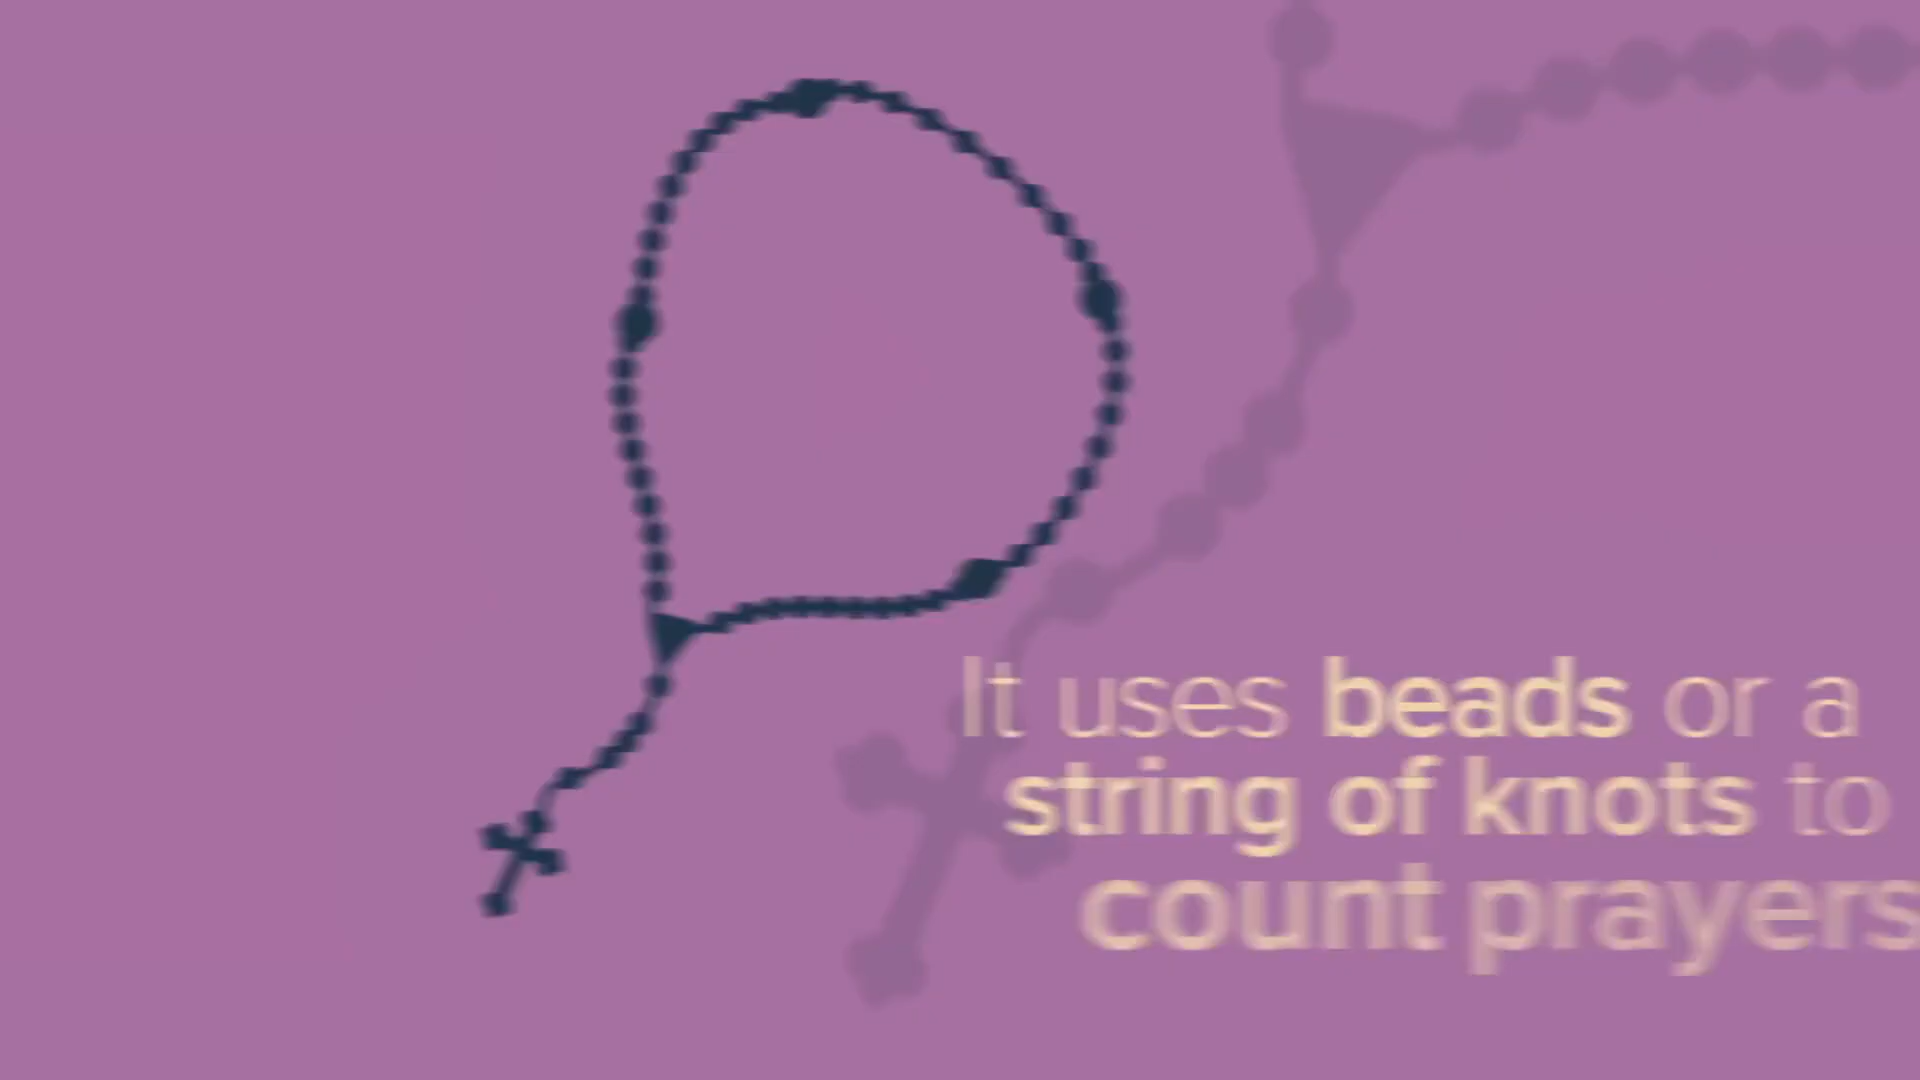 It uses beads or a
string of knots to
count prayers